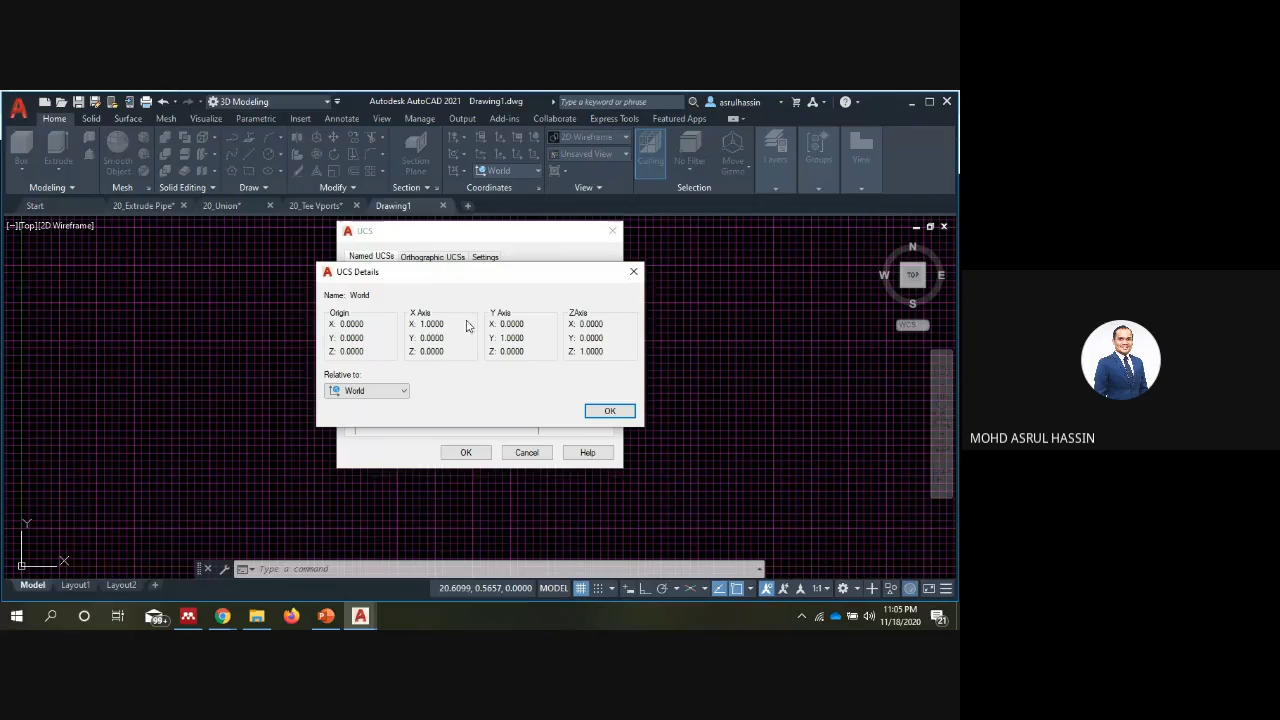 3D Modeling
Autodesk AutoCAD 2021 Drawing1.dwg
Type a keyword or phrase
asrulhassin
Home Solid Surface Mesh Visualize Parametric Insert Annotate View Manage Output Add-ins Collaborate Express Tools Featured Apps
2D Wireframe
Unsaved View
World
Box Extrude Smooth Object Section Plane Culling No Filter Move Gizmo Layers Groups View
Modeling Mesh Solid Editing Draw Modify Section Coordinates View Selection
Start 20_Extrude Pipe* 20_Union* 20_Tee Vports* Drawing1
[−][Top][2D Wireframe]
UCS
Named UCSs Orthographic UCSs Settings
UCS Details
Name: World
Origin X Axis Y Axis ZAxis
X: 0.0000 X: 1.0000 X: 0.0000 X: 0.0000
Y: 0.0000 Y: 0.0000 Y: 1.0000 Y: 0.0000
Z: 0.0000 Z: 0.0000 Z: 0.0000 Z: 1.0000
Relative to:
World
OK
OK Cancel Help
N
W TOP E
S
WCS
Y
X
Type a command
Model Layout1 Layout2 +
20.6099, 0.5657, 0.0000 MODEL 1:1
99+
11:05 PM
11/18/2020
21
MOHD ASRUL HASSIN